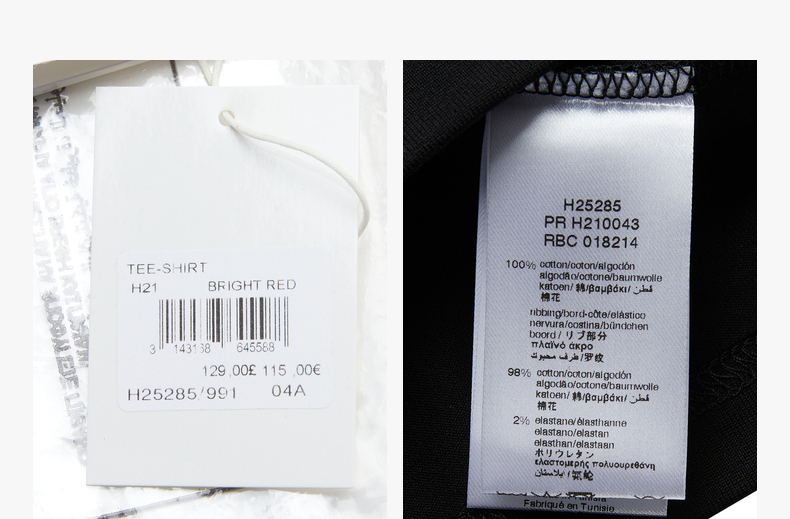 TEE-SHIRT
H21 BRIGHT RED
3 143168 645588
129,00£ 115,00€
H25285/991 04A
H25285
PR H210043
RBC 018214
100% cotton/coton/algodón
algodão/cotone/baumwolle
katoen/ 綿/βαμβάκι/ قطن/
棉花
ribbing/bord-côte/elástico
nervura/costina/bündchen
boord / リブ部分
πλαϊνό άκρο
طرف محبوك/罗纹
98% cotton/coton/algodón
algodão/cotone/baumwolle
katoen/ 綿/βαμβάκι/ قطن/
棉花
2% elastane/élasthanne
elastano/elastan
elasthan/elastaan
ポリウレタン
ελαστομερής πολυουρεθάνη
ايلاستان/氨纶
Fabriqué en Tunisie